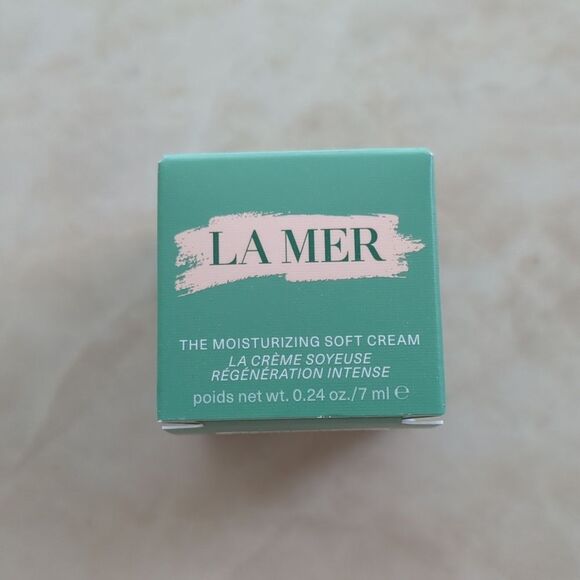 LA MER
THE MOISTURIZING SOFT CREAM
LA CRÈME SOYEUSE
RÉGÉNÉRATION INTENSE
poids net wt. 0.24 oz./7 ml ℮